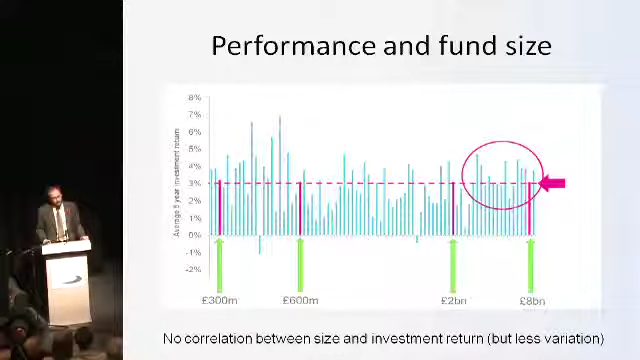 Performance and fund size
8%
7%
6%
5%
4%
3%
2%
1%
0%
-1%
-2%
Average 5 year investment return
£300m
£600m
£2bn
£8bn
No correlation between size and investment return (but less variation)